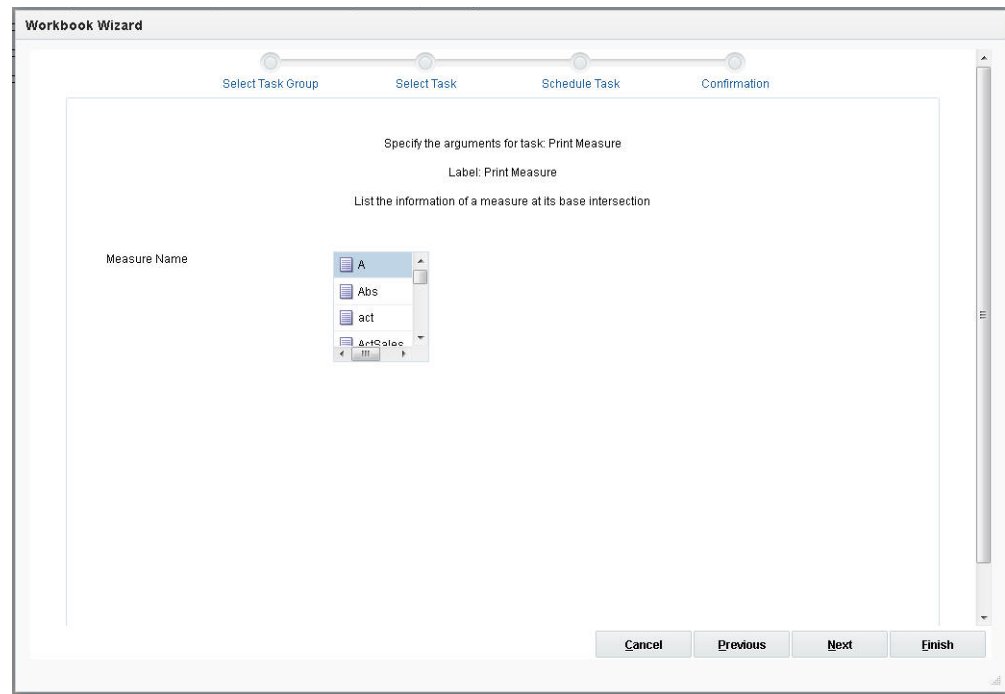 Workbook Wizard
Select Task Group Select Task Schedule Task Confirmation
Specify the arguments for task: Print Measure
Label: Print Measure
List the information of a measure at its base intersection
Measure Name
A
Abs
act
ActSales
Cancel Previous Next Finish